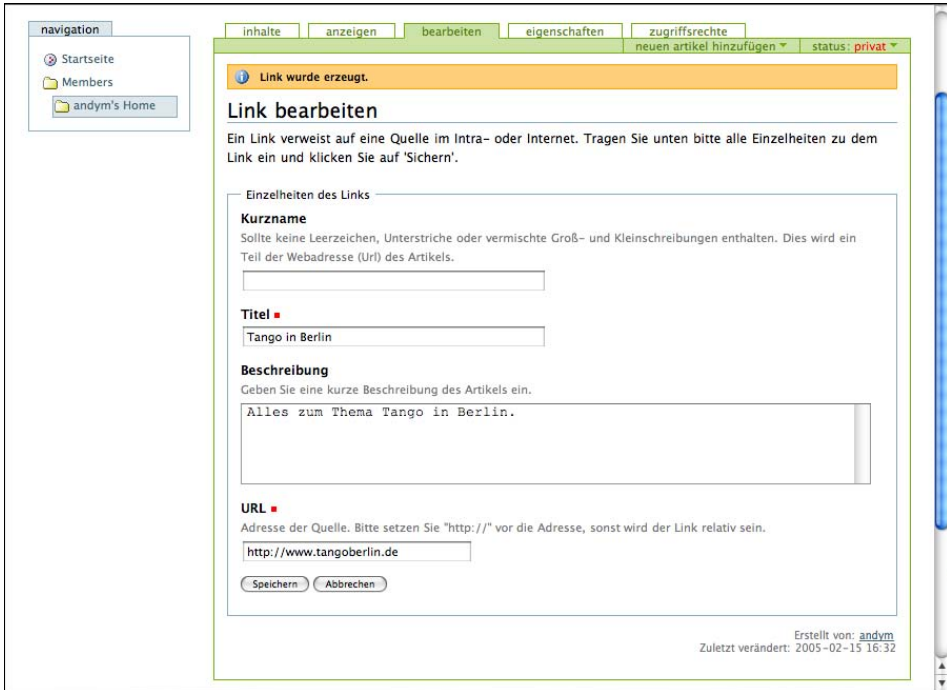 navigation
Startseite
Members
andym's Home
inhalte anzeigen bearbeiten eigenschaften zugriffsrechte
neuen artikel hinzufügen status: privat
Link wurde erzeugt.
Link bearbeiten
Ein Link verweist auf eine Quelle im Intra- oder Internet. Tragen Sie unten bitte alle Einzelheiten zu dem
Link ein und klicken Sie auf 'Sichern'.
Einzelheiten des Links
Kurzname
Sollte keine Leerzeichen, Unterstriche oder vermischte Groß- und Kleinschreibungen enthalten. Dies wird ein
Teil der Webadresse (Url) des Artikels.
Titel
Tango in Berlin
Beschreibung
Geben Sie eine kurze Beschreibung des Artikels ein.
Alles zum Thema Tango in Berlin.
URL
Adresse der Quelle. Bitte setzen Sie "http://" vor die Adresse, sonst wird der Link relativ sein.
http://www.tangoberlin.de
Speichern Abbrechen
Erstellt von: andym
Zuletzt verändert: 2005-02-15 16:32